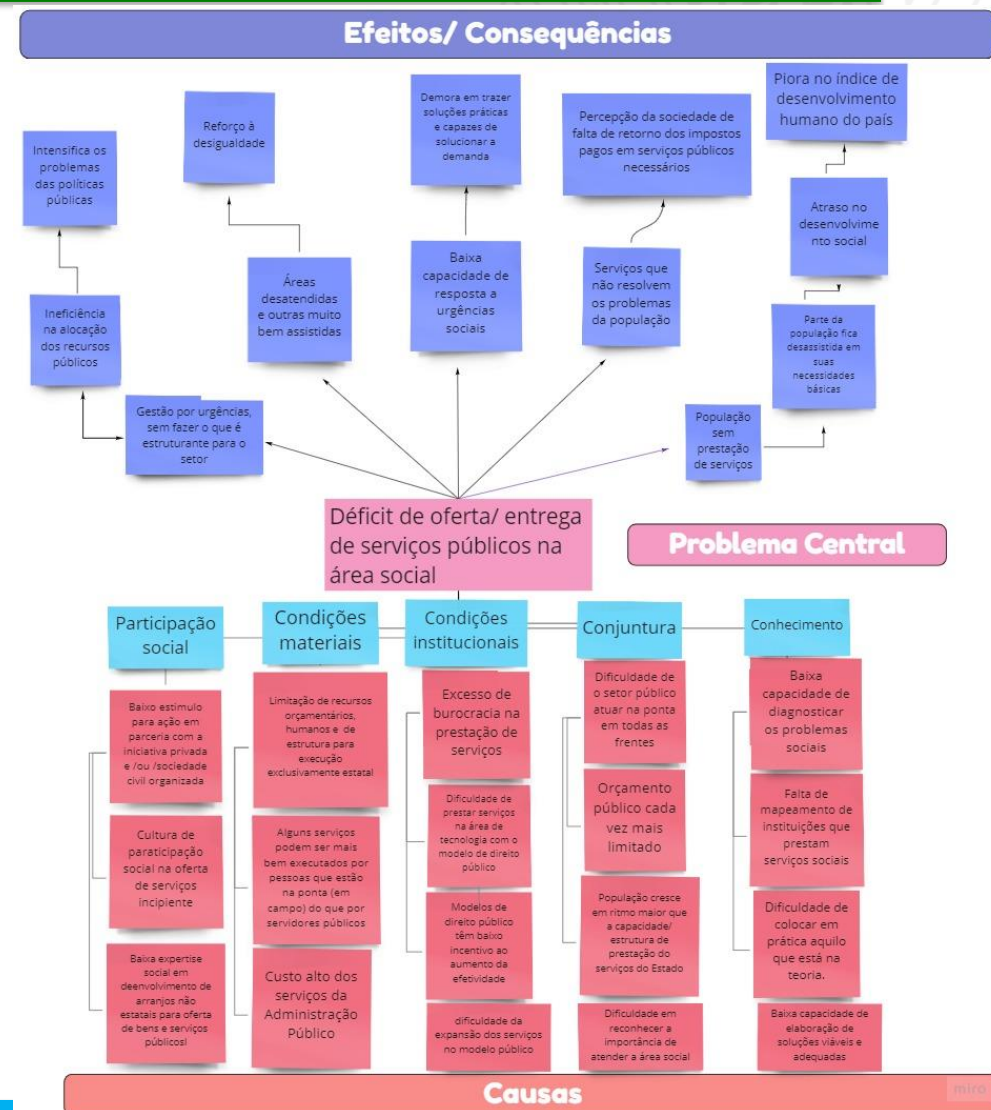 Efeitos/ Consequências
Intensifica os
problemas
das políticas
públicas
Ineficiência
na alocação
dos recursos
públicos
Gestão por urgências,
sem fazer o que é
estruturante para o
setor
Reforço à
desigualdade
Áreas
desatendidas
e outras muito
bem assistidas
Demora em trazer
soluções práticas
e capazes de
solucionar a
demanda
Baixa
capacidade de
resposta a
urgências
sociais
Percepção da sociedade de
falta de retorno dos impostos
pagos em serviços públicos
necessários
Serviços que
não resolvem
os problemas
da população
Piora no índice de
desenvolvimento
humano do país
Atraso no
desenvolvime
nto social
Parte da
população fica
desassistida em
suas
necessidades
básicas
População
sem
prestação
de serviços
Déficit de oferta/ entrega
de serviços públicos na
área social
Problema Central
Participação
social
Baixo estimulo
para ação em
parceria com a
iniciativa privada
e /ou /sociedade
civil organizada
Cultura de
paraticipação
social na oferta
de serviços
incipiente
Baixa expertise
social em
deenvolvimento de
arranjos não
estatais para oferta
de bens e serviços
públicosl
Condições
materiais
Limitação de recursos
orçamentários,
humanos e  de
estrutura para
execução
exclusivamente estatal
Alguns serviços
podem ser mais
bem executados por
pessoas que estão
na ponta (em
campo) do que por
servidores públicos
Custo alto dos
serviços da
Administração
Público
Condições
institucionais
Excesso de
burocracia na
prestação de
serviços
Dificuldade de
prestar serviços
na área de
tecnologia com o
modelo de direito
público
Modelos de
direito público
têm baixo
incentivo ao
aumento da
efetividade
dificuldade da
expansão dos serviços
no modelo público
Conjuntura
Dificuldade de
o setor público
atuar na ponta
em todas as
frentes
Orçamento
público cada
vez mais
limitado
População cresce
em ritmo maior que
a capacidade/
estrutura de
prestação do
serviços do Estado
Dificuldade em
reconhecer a
importância de
atender a área social
Conhecimento
Baixa
capacidade de
diagnosticar
os problemas
sociais
Falta de
mapeamento de
instituições que
prestam
serviços sociais
Dificuldade de
colocar em
prática aquilo
que está na
teoria.
Baixa capacidade de
elaboração de
soluções viáveis e
adequadas
Causas
miro